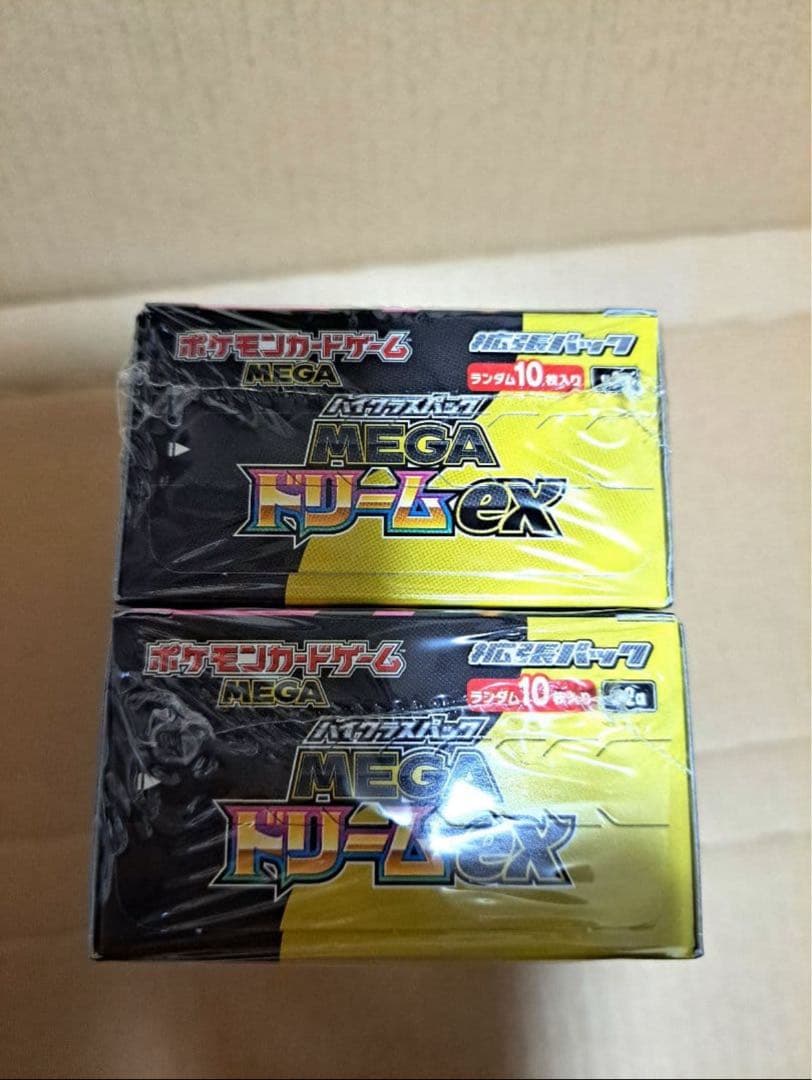 ポケモンカードゲーム
MEGA
拡張パック
ランダム10枚入り
ハイクラスパック
MEGA
ドリームex
ポケモンカードゲーム
MEGA
拡張パック
ランダム10枚入り
ハイクラスパック
MEGA
ドリームex